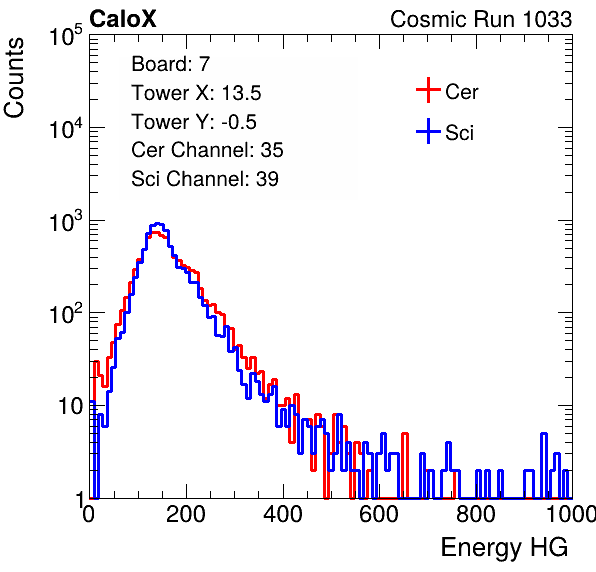 CaloX Cosmic Run 1033
Counts
10^5
10^4
10^3
10^2
10
1
Board: 7
Tower X: 13.5
Tower Y: -0.5
Cer Channel: 35
Sci Channel: 39
Cer
Sci
0 200 400 600 800 1000
Energy HG